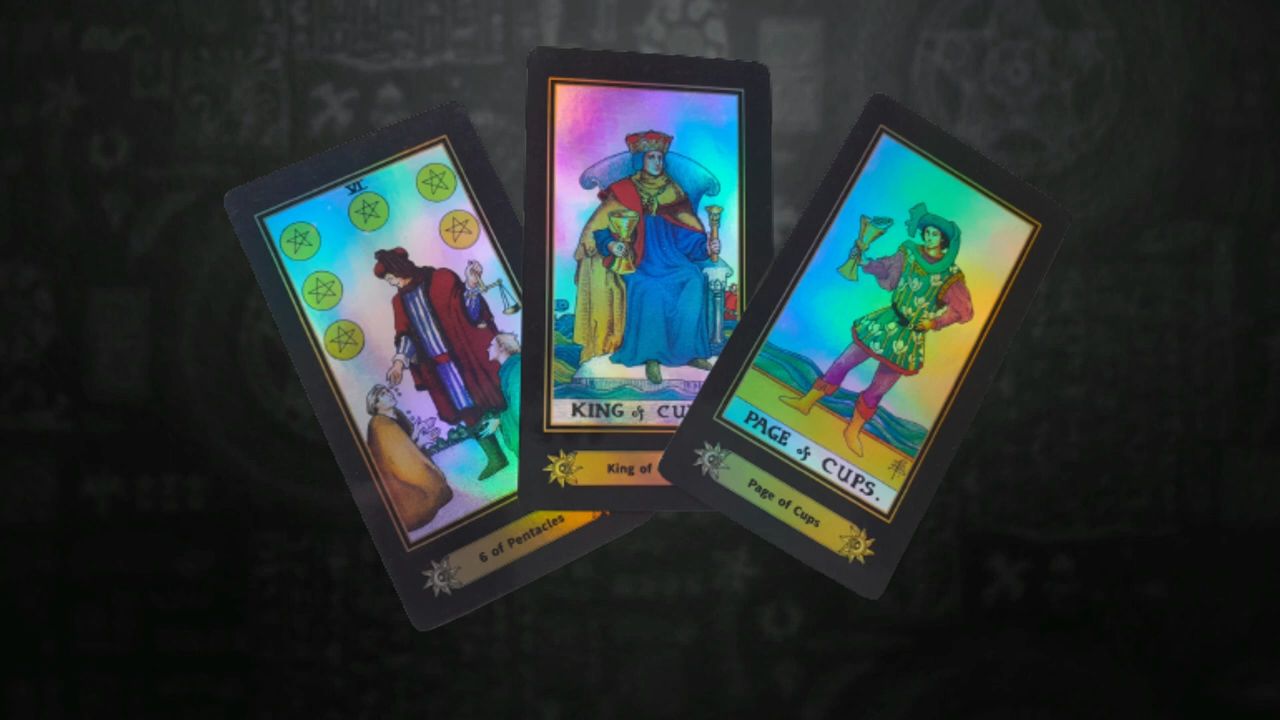 VI
6 of Pentacles
KING of CU
King of
PAGE of CUPS.
Page of Cups